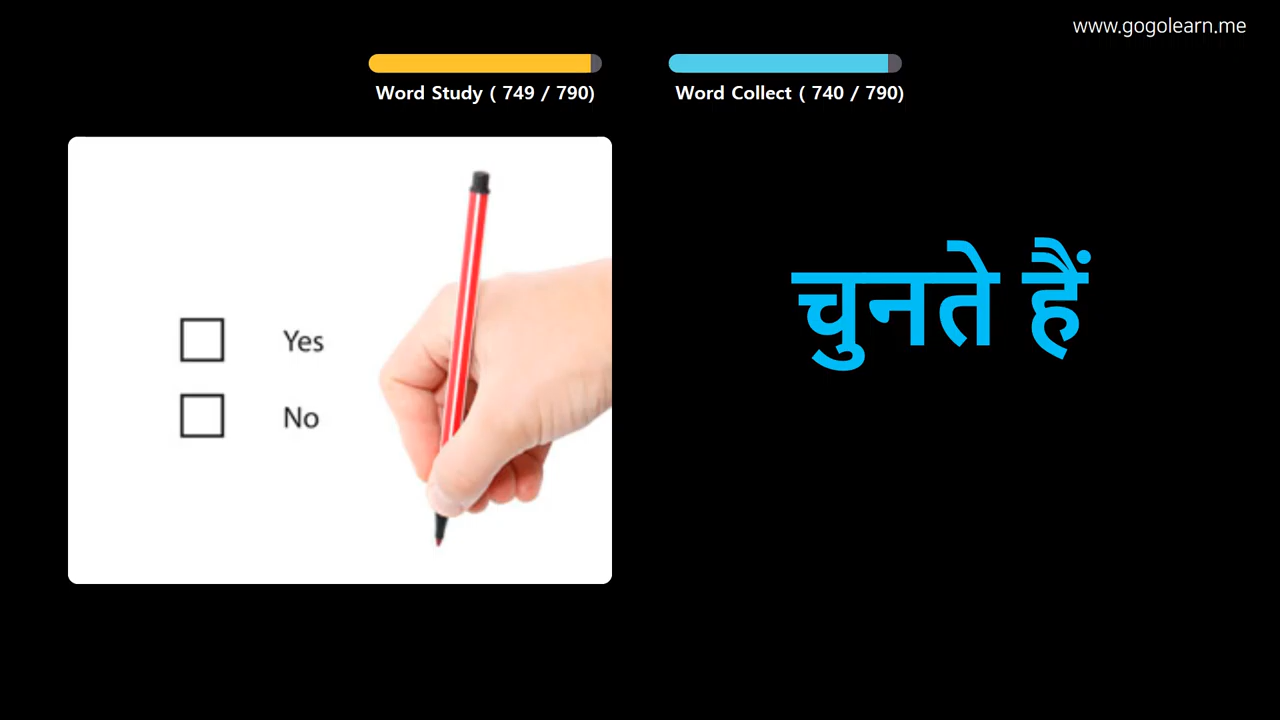 www.gogolearn.me
Word Study ( 749 / 790)
Word Collect ( 740 / 790)
Yes
No
चुनते हैं